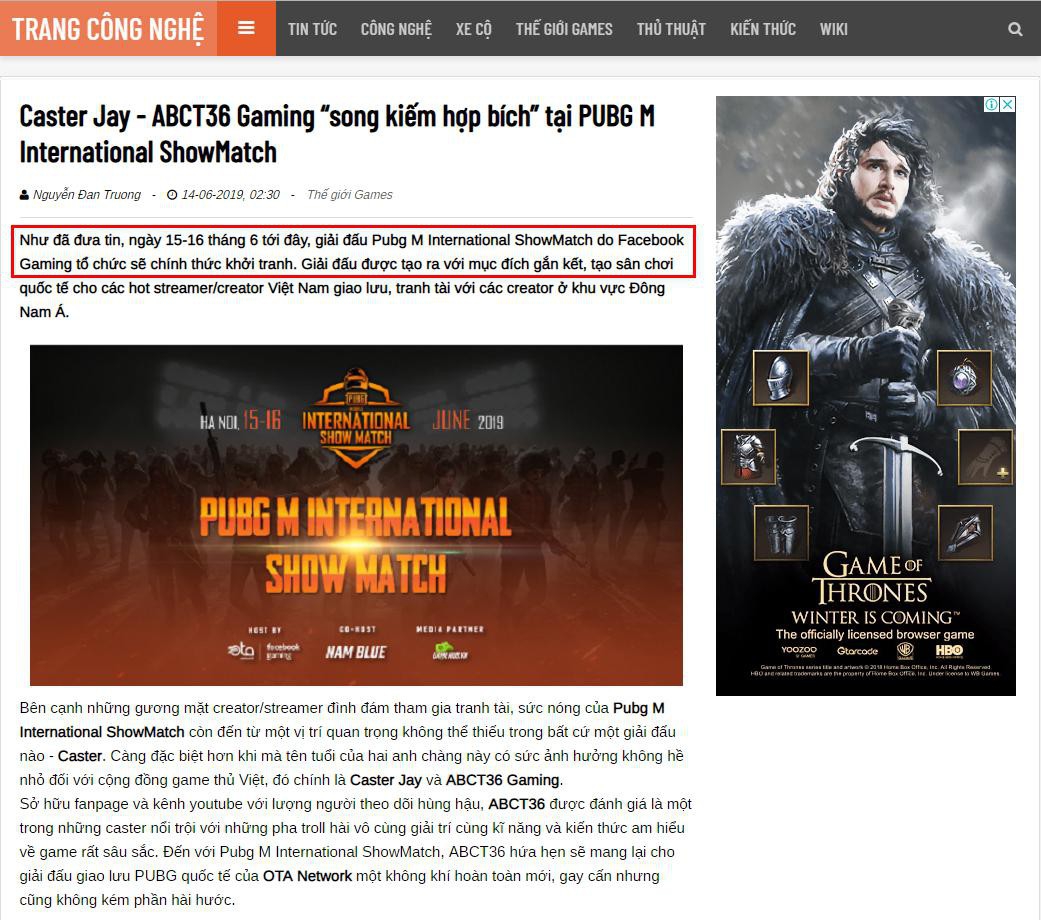 TRANG CÔNG NGHỆ
TIN TỨC CÔNG NGHỆ XE CỘ THẾ GIỚI GAMES THỦ THUẬT KIẾN THỨC WIKI
Caster Jay - ABCT36 Gaming “song kiếm hợp bích” tại PUBG M
International ShowMatch
Nguyễn Đan Truong - 14-06-2019, 02:30 - Thế giới Games
Như đã đưa tin, ngày 15-16 tháng 6 tới đây, giải đấu Pubg M International ShowMatch do Facebook
Gaming tổ chức sẽ chính thức khởi tranh. Giải đấu được tạo ra với mục đích gắn kết, tạo sân chơi
quốc tế cho các hot streamer/creator Việt Nam giao lưu, tranh tài với các creator ở khu vực Đông
Nam Á.
HA NOI, 15-16
PUBG
INTERNATIONAL
SHOW MATCH
JUNE 2019
PUBG M INTERNATIONAL
SHOW MATCH
HOST BY
CO-HOST
MEDIA PARTNER
ota
facebook
gaming
NAM BLUE
Bên cạnh những gương mặt creator/streamer đình đám tham gia tranh tài, sức nóng của Pubg M
International ShowMatch còn đến từ một vị trí quan trọng không thể thiếu trong bất cứ một giải đấu
nào - Caster. Càng đặc biệt hơn khi mà tên tuổi của hai anh chàng này có sức ảnh hưởng không hề
nhỏ đối với cộng đồng game thủ Việt, đó chính là Caster Jay và ABCT36 Gaming.
Sở hữu fanpage và kênh youtube với lượng người theo dõi hùng hậu, ABCT36 được đánh giá là một
trong những caster nổi trội với những pha troll hài vô cùng giải trí cùng kĩ năng và kiến thức am hiểu
về game rất sâu sắc. Đến với Pubg M International ShowMatch, ABCT36 hứa hẹn sẽ mang lại cho
giải đấu giao lưu PUBG quốc tế của OTA Network một không khí hoàn toàn mới, gay cấn nhưng
cũng không kém phần hài hước.
GAME OF
THRONES
WINTER IS COMING™
The officially licensed browser game
YOOZOO
GAMES
Gtarcade
WB
HBO
Game of Thrones series title and artwork © 2018 Home Box Office, Inc. All Rights Reserved.
HBO and related trademarks are the property of Home Box Office, Inc. Under license to WB Games.